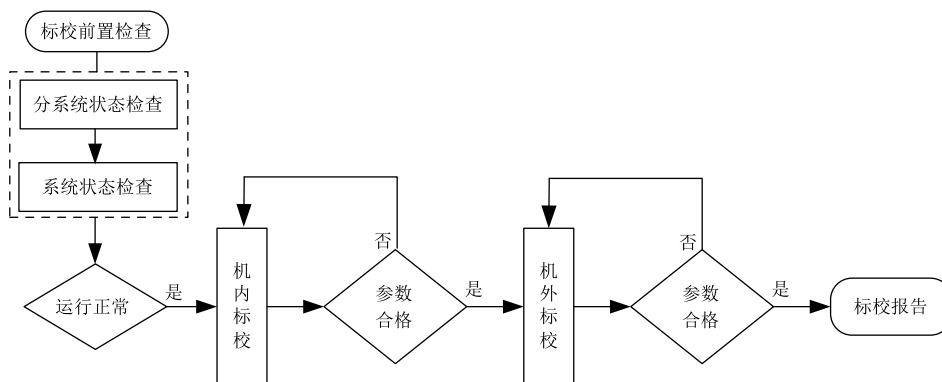 标校前置检查
分系统状态检查
系统状态检查
运行正常
是
机内标校
否
参数
合格
是
机外标校
否
参数
合格
是
标校报告